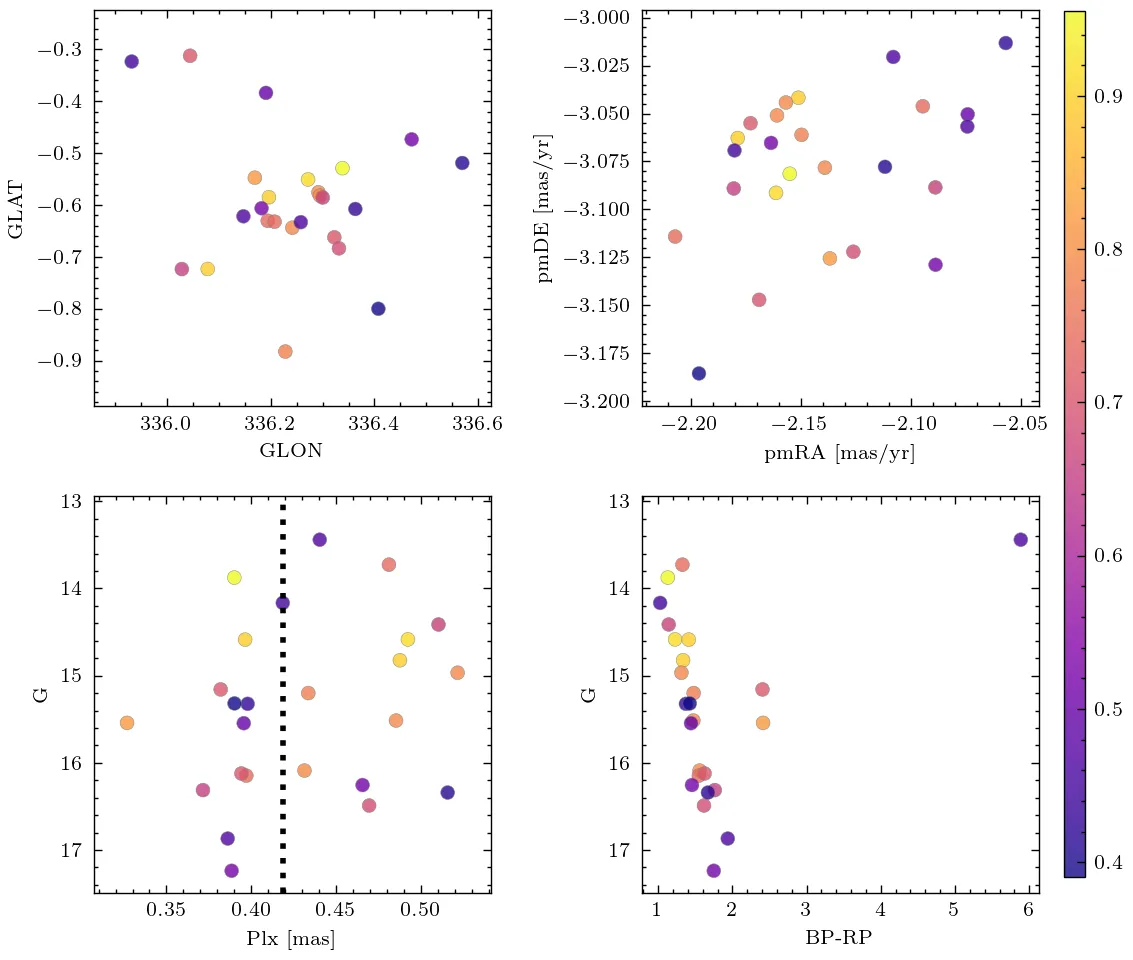 −0.3
−0.4
−0.5
−0.6
−0.7
−0.8
−0.9
GLAT
336.0 336.2 336.4 336.6
GLON
−3.000
−3.025
−3.050
−3.075
−3.100
−3.125
−3.150
−3.175
−3.200
pmDE [mas/yr]
−2.20 −2.15 −2.10 −2.05
pmRA [mas/yr]
0.9
0.8
0.7
0.6
0.5
0.4
13
14
15
16
17
G
0.35 0.40 0.45 0.50
Plx [mas]
13
14
15
16
17
G
1 2 3 4 5 6
BP-RP